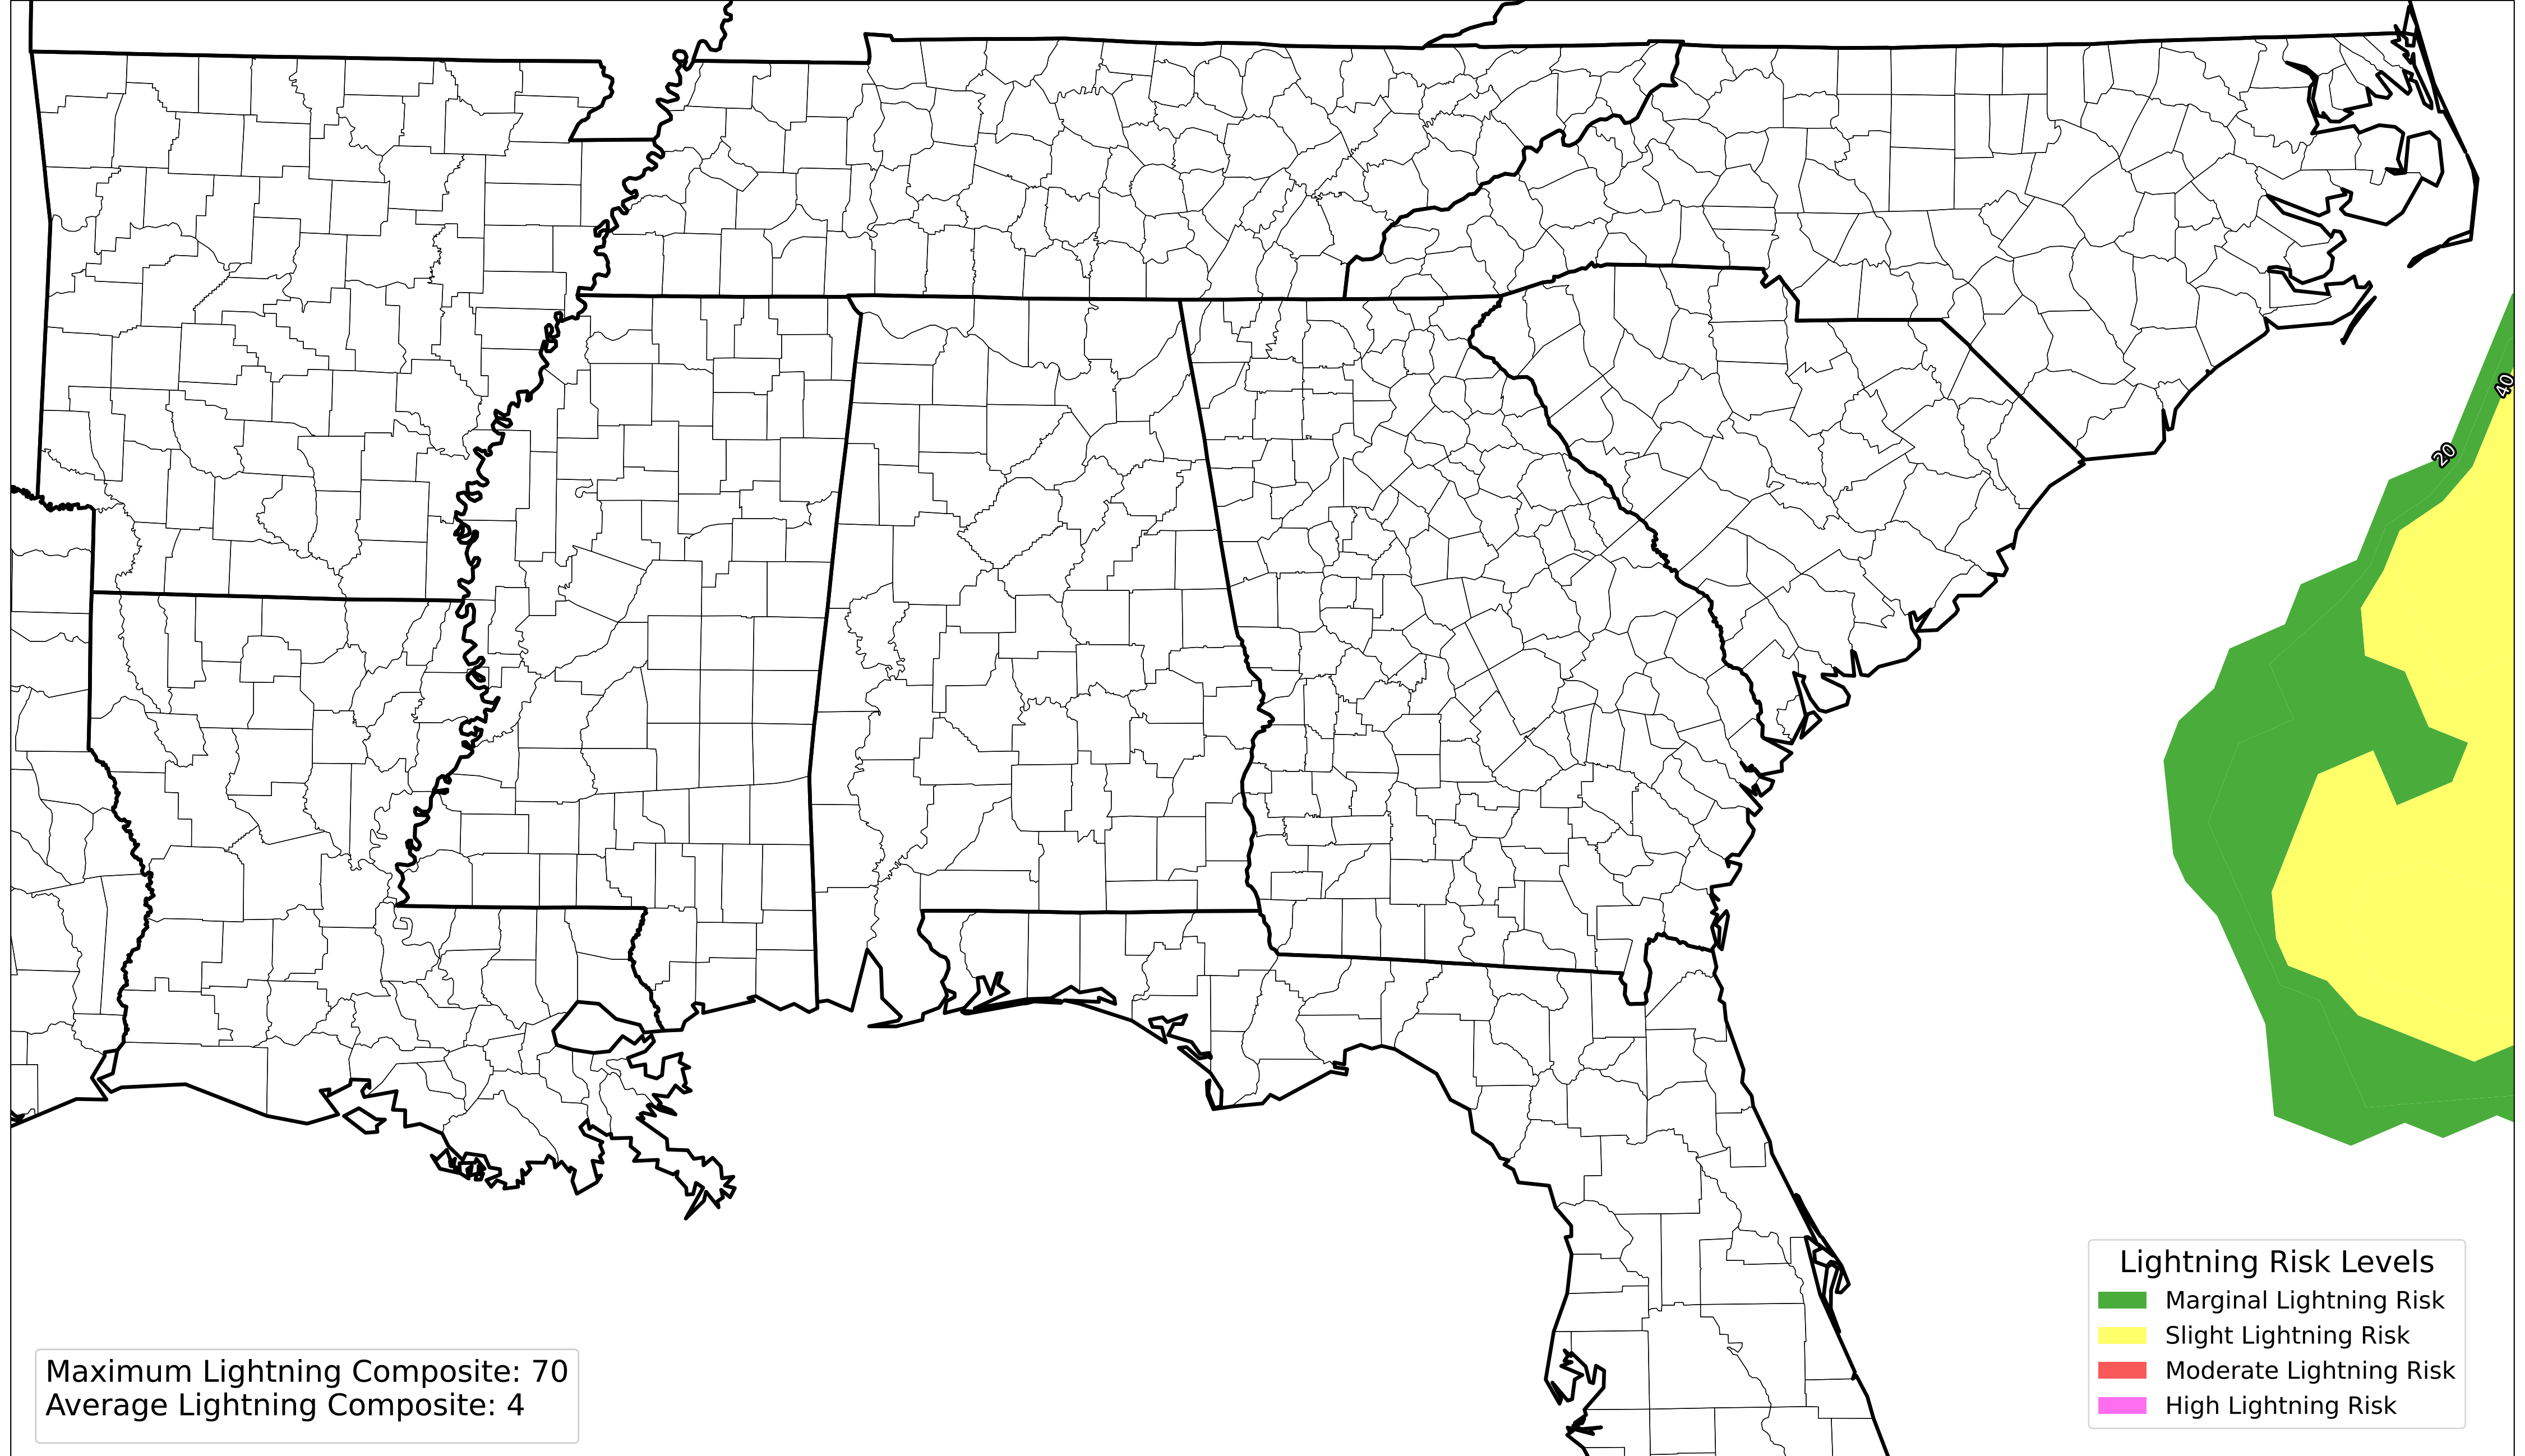 40
20
Lightning Risk Levels
Marginal Lightning Risk
Slight Lightning Risk
Moderate Lightning Risk
High Lightning Risk
Maximum Lightning Composite: 70
Average Lightning Composite: 4